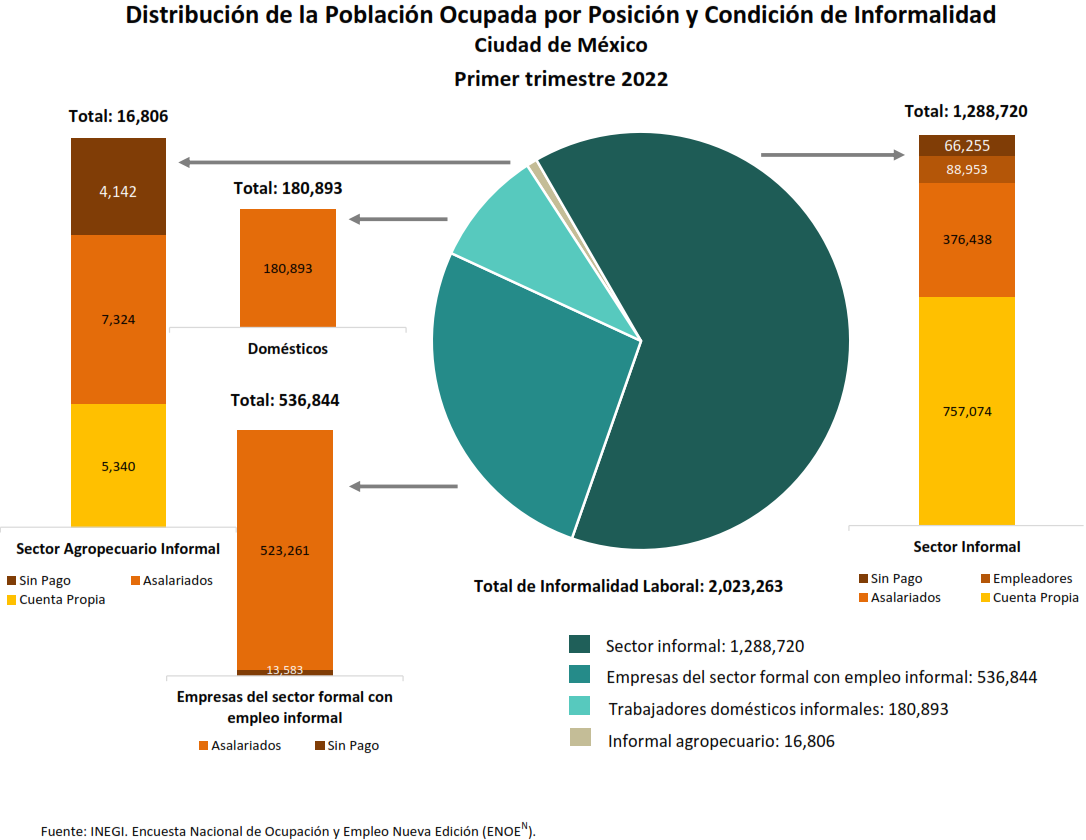 Distribución de la Población Ocupada por Posición y Condición de Informalidad
Ciudad de México
Primer trimestre 2022
Total: 16,806
4,142
7,324
5,340
Sector Agropecuario Informal
Sin Pago
Asalariados
Cuenta Propia
Total: 180,893
180,893
Domésticos
Total: 536,844
523,261
13,583
Empresas del sector formal con
empleo informal
Asalariados
Sin Pago
Total: 1,288,720
66,255
88,953
376,438
757,074
Sector Informal
Sin Pago
Empleadores
Asalariados
Cuenta Propia
Total de Informalidad Laboral: 2,023,263
Sector informal: 1,288,720
Empresas del sector formal con empleo informal: 536,844
Trabajadores domésticos informales: 180,893
Informal agropecuario: 16,806
Fuente: INEGI. Encuesta Nacional de Ocupación y Empleo Nueva Edición (ENOEᴺ).